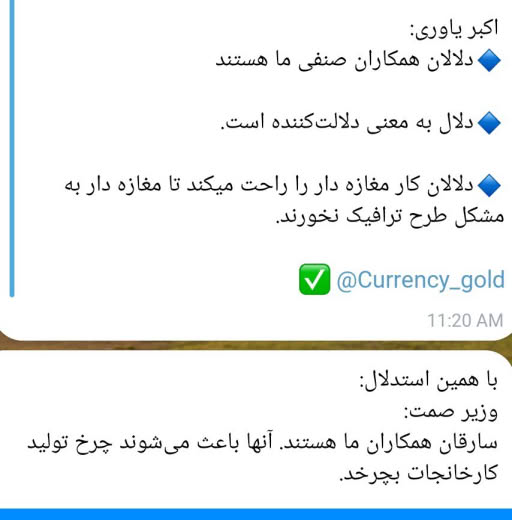 اکبر یاوری:
🔷دلالان همکاران صنفی ما هستند
🔷دلال به معنی دلالت‌کننده است.
🔷دلالان کار مغازه دار را راحت میکند تا مغازه دار به
مشکل طرح ترافیک نخورند.
✅ @Currency_gold
11:20 AM
با همین استدلال:
وزیر صمت:
سارقان همکاران ما هستند. آنها باعث می‌شوند چرخ تولید
کارخانجات بچرخد.